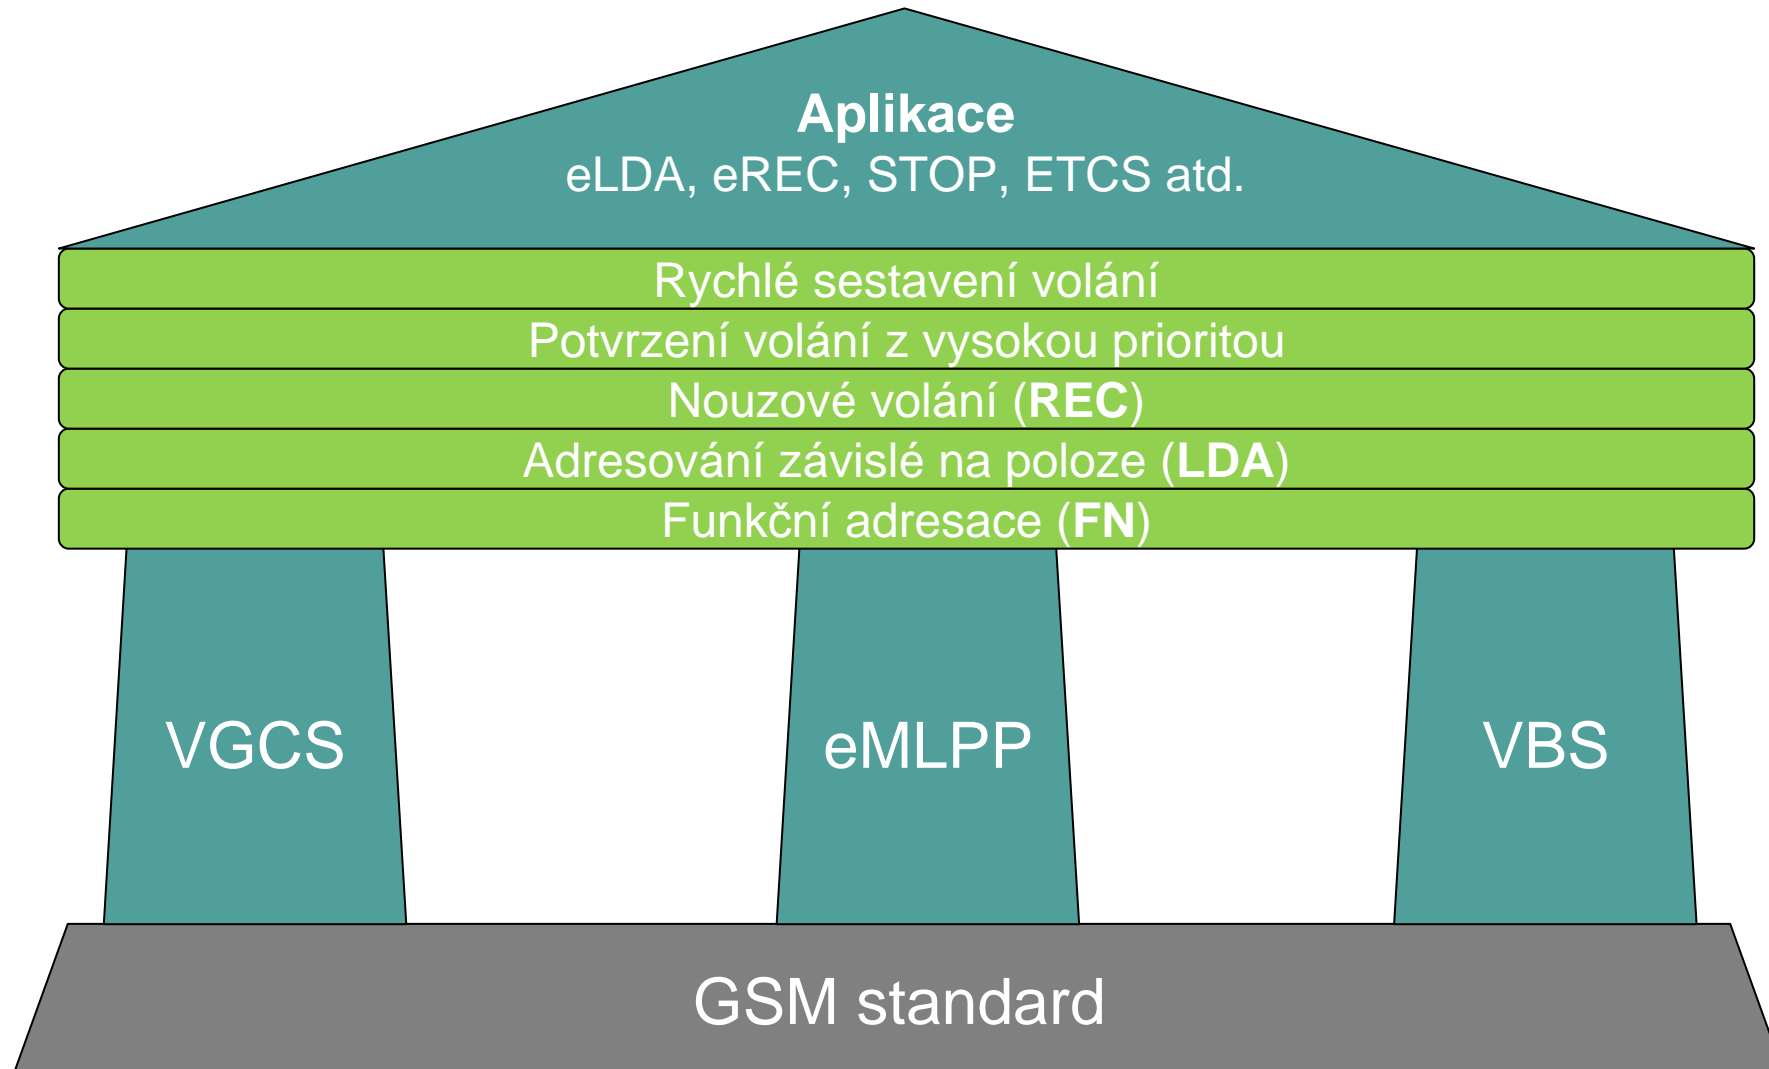 Aplikace
eLDA, eREC, STOP, ETCS atd.
Rychlé sestavení volání
Potvrzení volání z vysokou prioritou
Nouzové volání (REC)
Adresování závislé na poloze (LDA)
Funkční adresace (FN)
VGCS
eMLPP
VBS
GSM standard